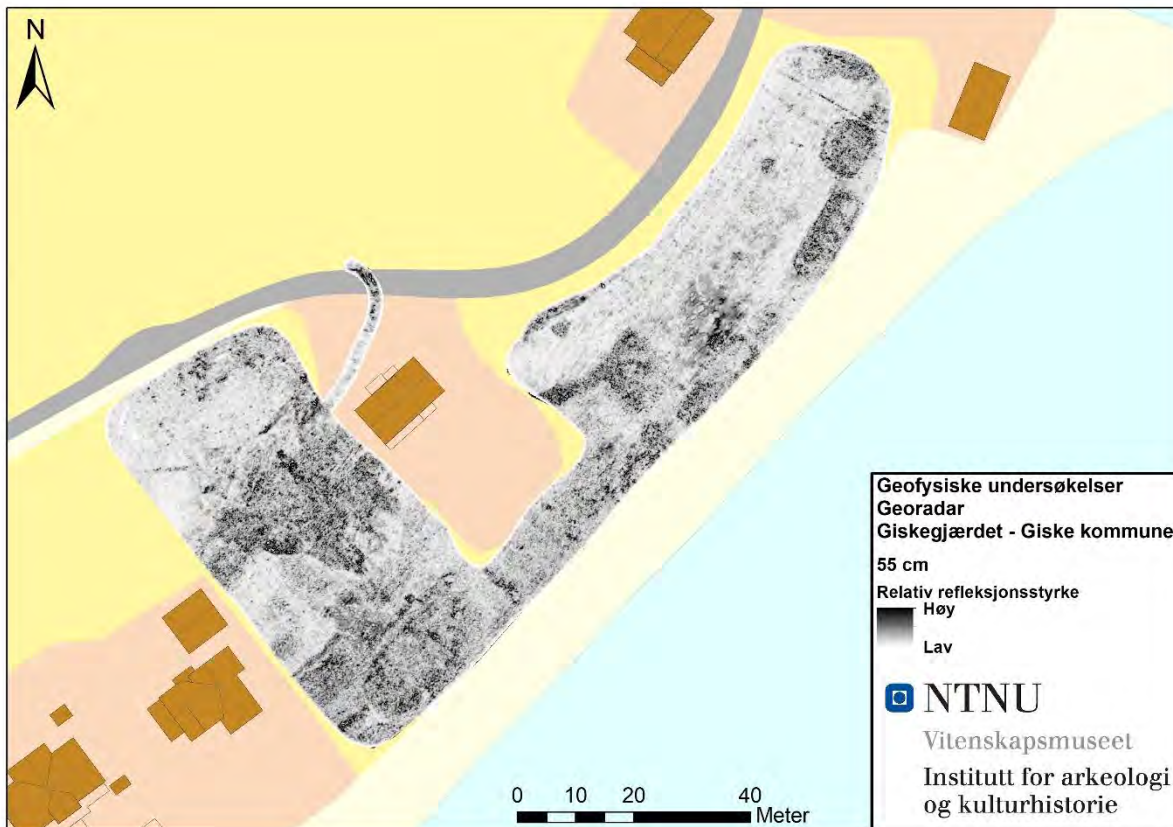 N
Geofysiske undersøkelser
Georadar
Giskegjærdet - Giske kommune
55 cm
Relativ refleksjonsstyrke
Høy
Lav
NTNU
Vitenskapsmuseet
Institutt for arkeologi
og kulturhistorie
0 10 20 40
Meter